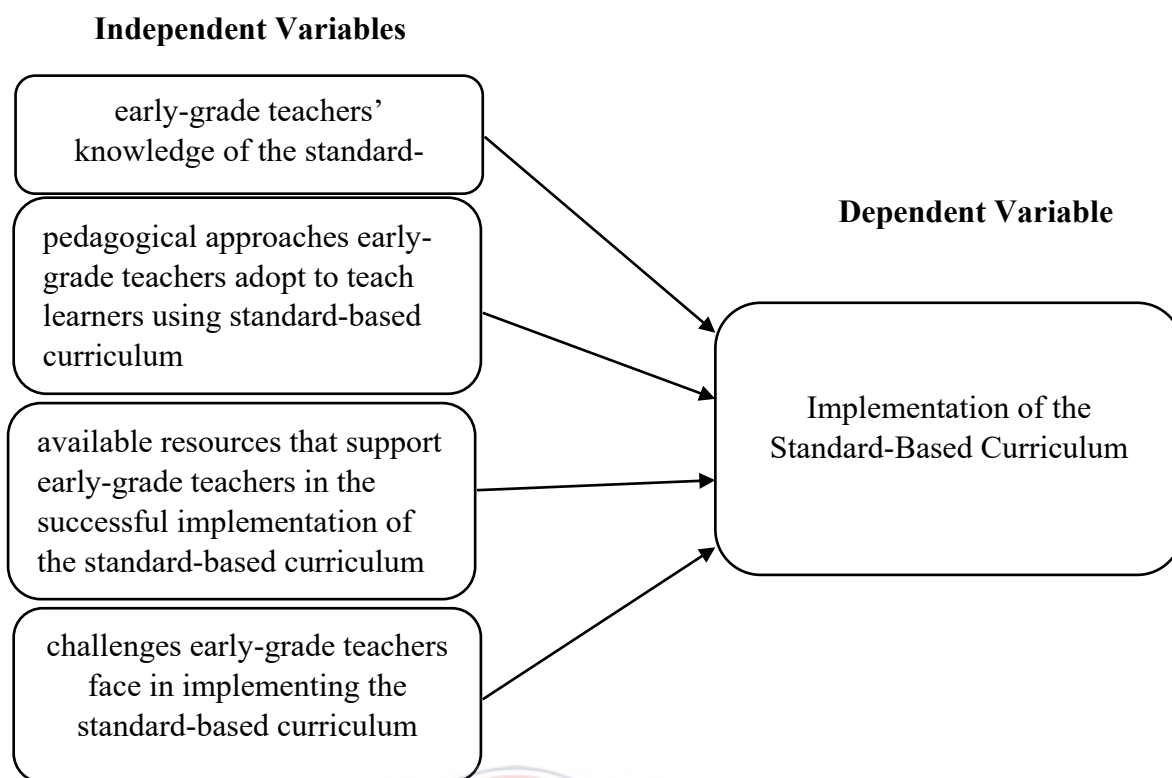 Independent Variables
early-grade teachers’
knowledge of the standard-
pedagogical approaches early-
grade teachers adopt to teach
learners using standard-based
curriculum
available resources that support
early-grade teachers in the
successful implementation of
the standard-based curriculum
challenges early-grade teachers
face in implementing the
standard-based curriculum
Dependent Variable
Implementation of the
Standard-Based Curriculum